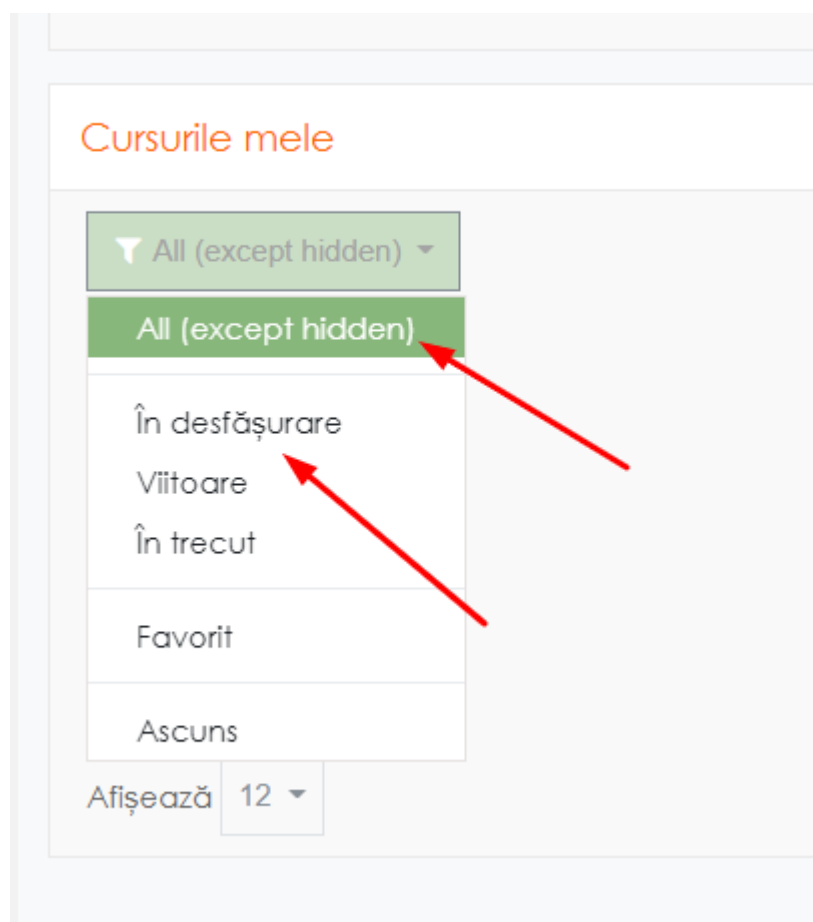 Cursurile mele
All (except hidden)
All (except hidden)
În desfășurare
Viitoare
În trecut
Favorit
Ascuns
Afișează 12